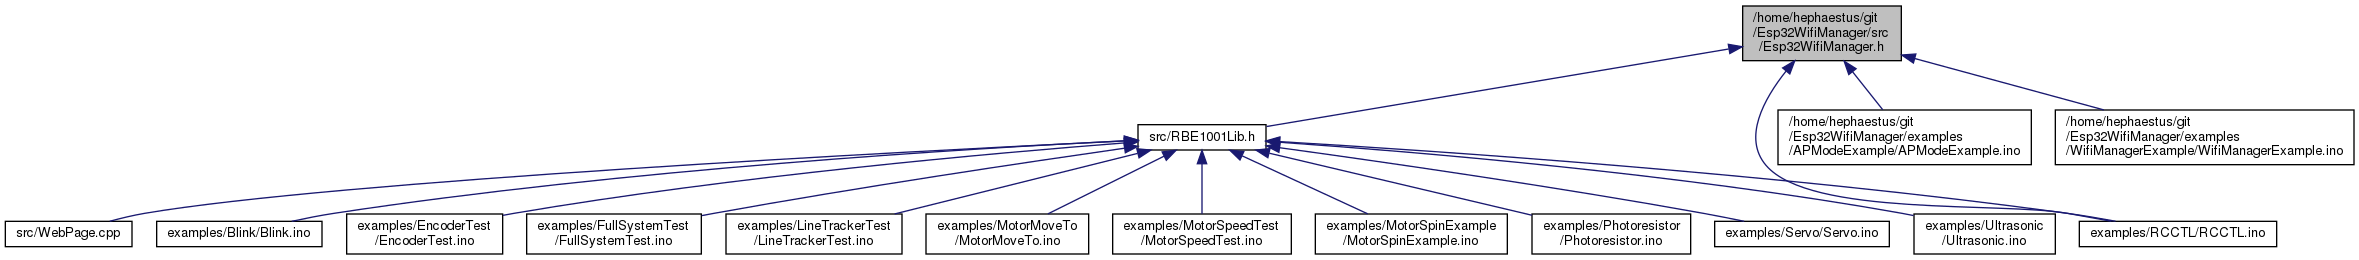 /home/hephaestus/git
/Esp32WifiManager/src
/Esp32WifiManager.h
src/RBE1001Lib.h
/home/hephaestus/git
/Esp32WifiManager/examples
/APModeExample/APModeExample.ino
/home/hephaestus/git
/Esp32WifiManager/examples
/WifiManagerExample/WifiManagerExample.ino
src/WebPage.cpp
examples/Blink/Blink.ino
examples/EncoderTest
/EncoderTest.ino
examples/FullSystemTest
/FullSystemTest.ino
examples/LineTrackerTest
/LineTrackerTest.ino
examples/MotorMoveTo
/MotorMoveTo.ino
examples/MotorSpeedTest
/MotorSpeedTest.ino
examples/MotorSpinExample
/MotorSpinExample.ino
examples/Photoresistor
/Photoresistor.ino
examples/Servo/Servo.ino
examples/Ultrasonic
/Ultrasonic.ino
examples/RCCTL/RCCTL.ino